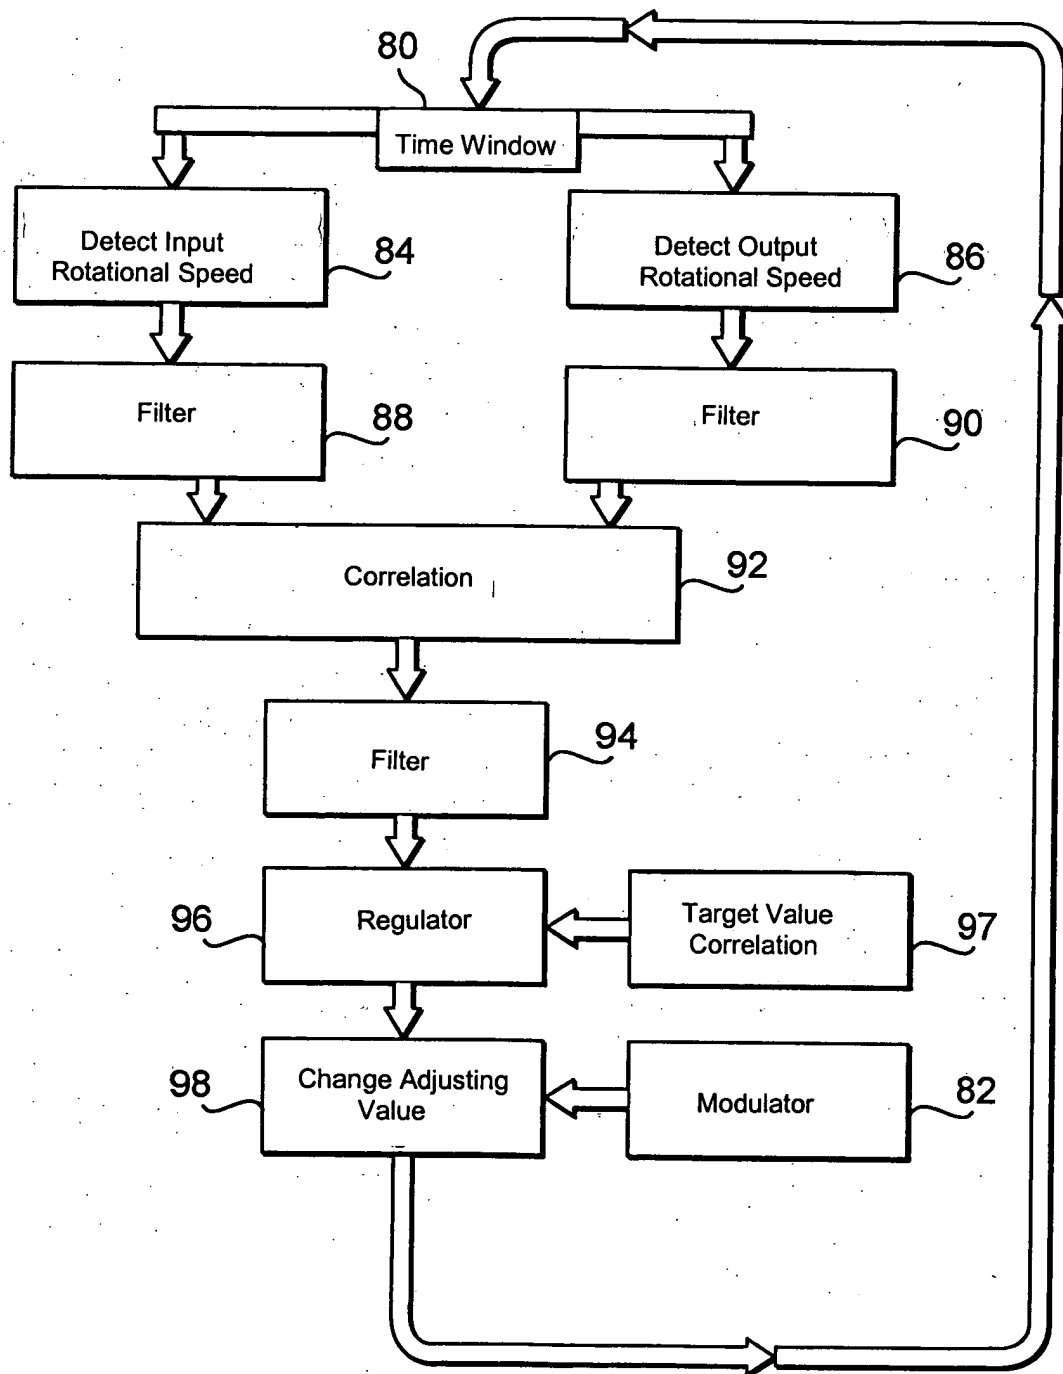 80
Time Window
Detect Input
Rotational Speed
84
Detect Output
Rotational Speed
86
Filter
88
Filter
90
Correlation
92
Filter
94
96
Regulator
Target Value
Correlation
97
98
Change Adjusting
Value
Modulator
82